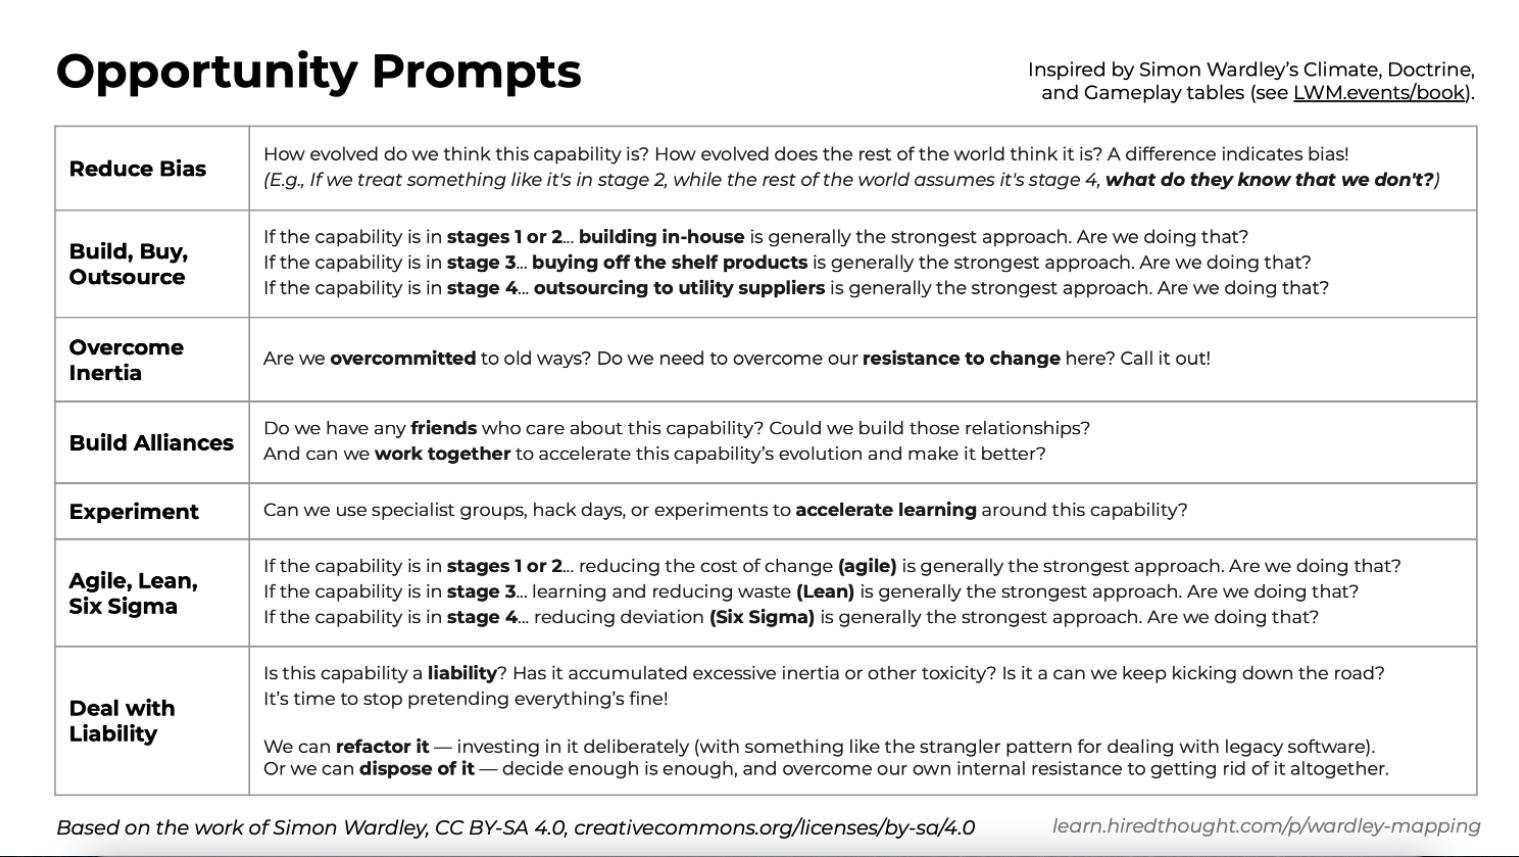 Opportunity Prompts
Inspired by Simon Wardley’s Climate, Doctrine,
and Gameplay tables (see LWM.events/book).
Reduce Bias
How evolved do we think this capability is? How evolved does the rest of the world think it is? A difference indicates bias!
(E.g., If we treat something like it's in stage 2, while the rest of the world assumes it's stage 4, what do they know that we don't?)
Build, Buy,
Outsource
If the capability is in stages 1 or 2... building in-house is generally the strongest approach. Are we doing that?
If the capability is in stage 3... buying off the shelf products is generally the strongest approach. Are we doing that?
If the capability is in stage 4... outsourcing to utility suppliers is generally the strongest approach. Are we doing that?
Overcome
Inertia
Are we overcommitted to old ways? Do we need to overcome our resistance to change here? Call it out!
Build Alliances
Do we have any friends who care about this capability? Could we build those relationships?
And can we work together to accelerate this capability’s evolution and make it better?
Experiment
Can we use specialist groups, hack days, or experiments to accelerate learning around this capability?
Agile, Lean,
Six Sigma
If the capability is in stages 1 or 2... reducing the cost of change (agile) is generally the strongest approach. Are we doing that?
If the capability is in stage 3... learning and reducing waste (Lean) is generally the strongest approach. Are we doing that?
If the capability is in stage 4... reducing deviation (Six Sigma) is generally the strongest approach. Are we doing that?
Deal with
Liability
Is this capability a liability? Has it accumulated excessive inertia or other toxicity? Is it a can we keep kicking down the road?
It’s time to stop pretending everything’s fine!
We can refactor it — investing in it deliberately (with something like the strangler pattern for dealing with legacy software).
Or we can dispose of it — decide enough is enough, and overcome our own internal resistance to getting rid of it altogether.
Based on the work of Simon Wardley, CC BY-SA 4.0, creativecommons.org/licenses/by-sa/4.0
learn.hiredthought.com/p/wardley-mapping